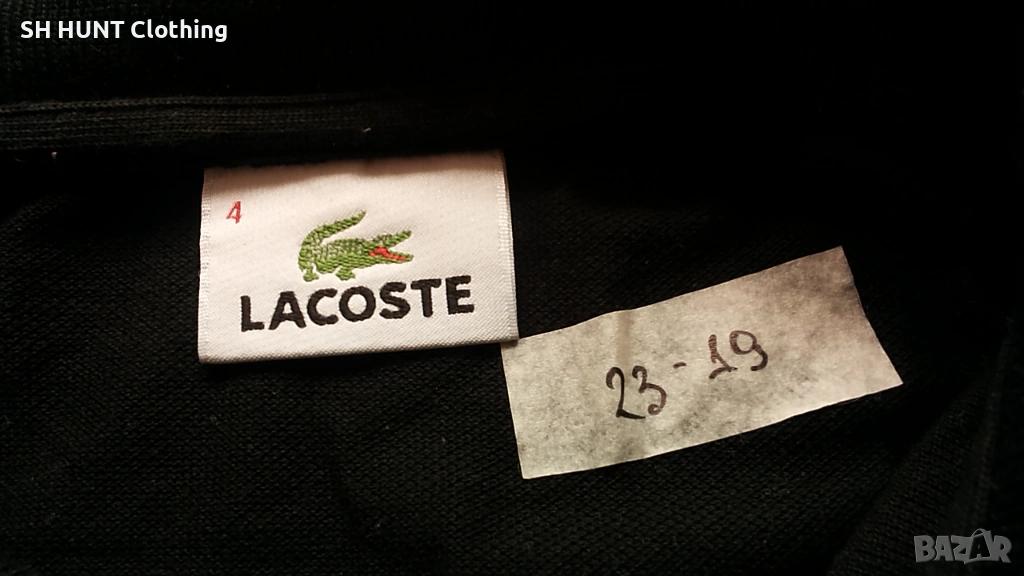 SH HUNT Clothing
4
LACOSTE
23-19
BAZAR